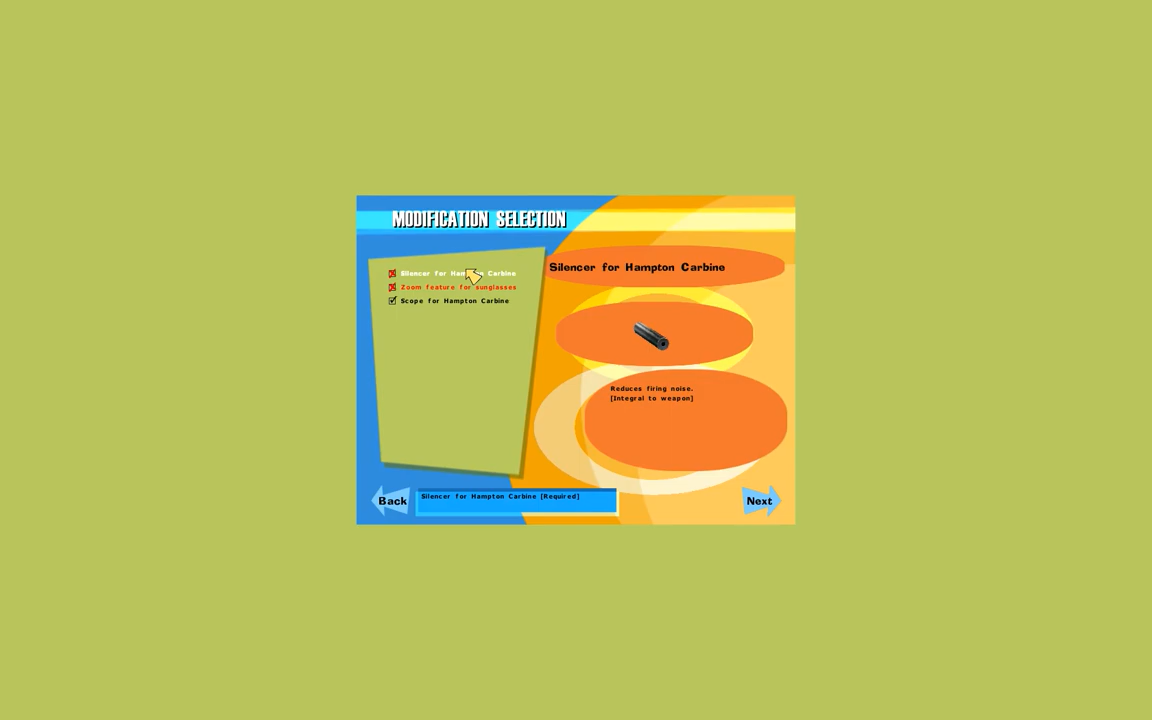 MODIFICATION SELECTION
Silencer for Hampton Carbine
Zoom feature for sunglasses
Scope for Hampton Carbine
Silencer for Hampton Carbine
Reduces firing noise.
[Integral to weapon]
Back
Silencer for Hampton Carbine [Required]
Next